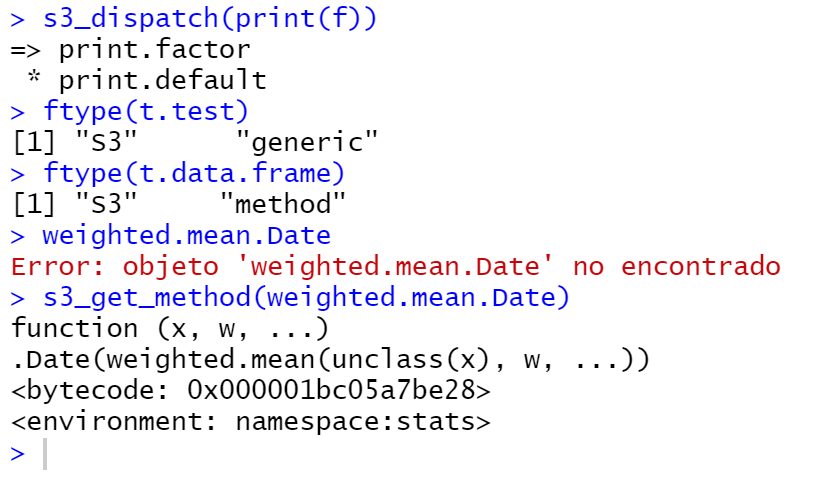 > s3_dispatch(print(f))
=> print.factor
 * print.default
> ftype(t.test)
[1] "S3"      "generic"
> ftype(t.data.frame)
[1] "S3"     "method"
> weighted.mean.Date
Error: objeto 'weighted.mean.Date' no encontrado
> s3_get_method(weighted.mean.Date)
function (x, w, ...)
.Date(weighted.mean(unclass(x), w, ...))
<bytecode: 0x000001bc05a7be28>
<environment: namespace:stats>
>